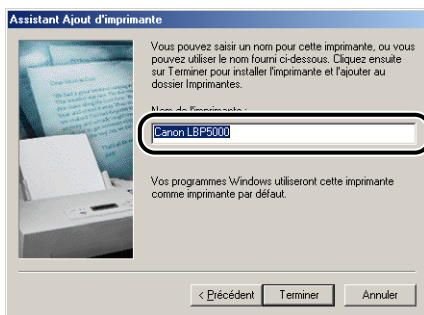 Assistant Ajout d'imprimante
Vous pouvez saisir un nom pour cette imprimante, ou vous
pouvez utiliser le nom fourni ci-dessous. Cliquez ensuite
sur Terminer pour installer l'imprimante et l'ajouter au
dossier Imprimantes.
Nom de l'imprimante :
Canon LBP5000
Vos programmes Windows utiliseront cette imprimante
comme imprimante par défaut.
< Précédent
Terminer
Annuler